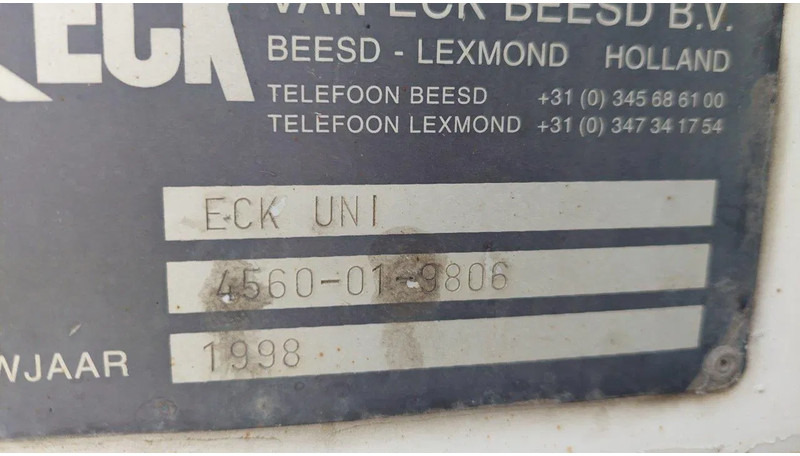 ECK
VAN ECK BEESD B.V.
BEESD - LEXMOND HOLLAND
TELEFOON BEESD +31 (0) 345 68 61 00
TELEFOON LEXMOND +31 (0) 347 34 17 54
ECK UNI
4560-01-9806
WJAAR 1998